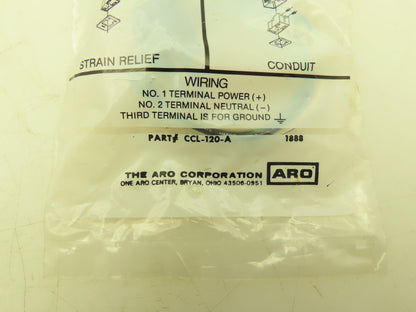 STRAIN RELIEF
CONDUIT
WIRING
NO. 1 TERMINAL POWER (+)
NO. 2 TERMINAL NEUTRAL (-)
THIRD TERMINAL IS FOR GROUND
PART# CCL-120-A 1888
THE ARO CORPORATION ARO
ONE ARO CENTER, BRYAN, OHIO 43506-0951